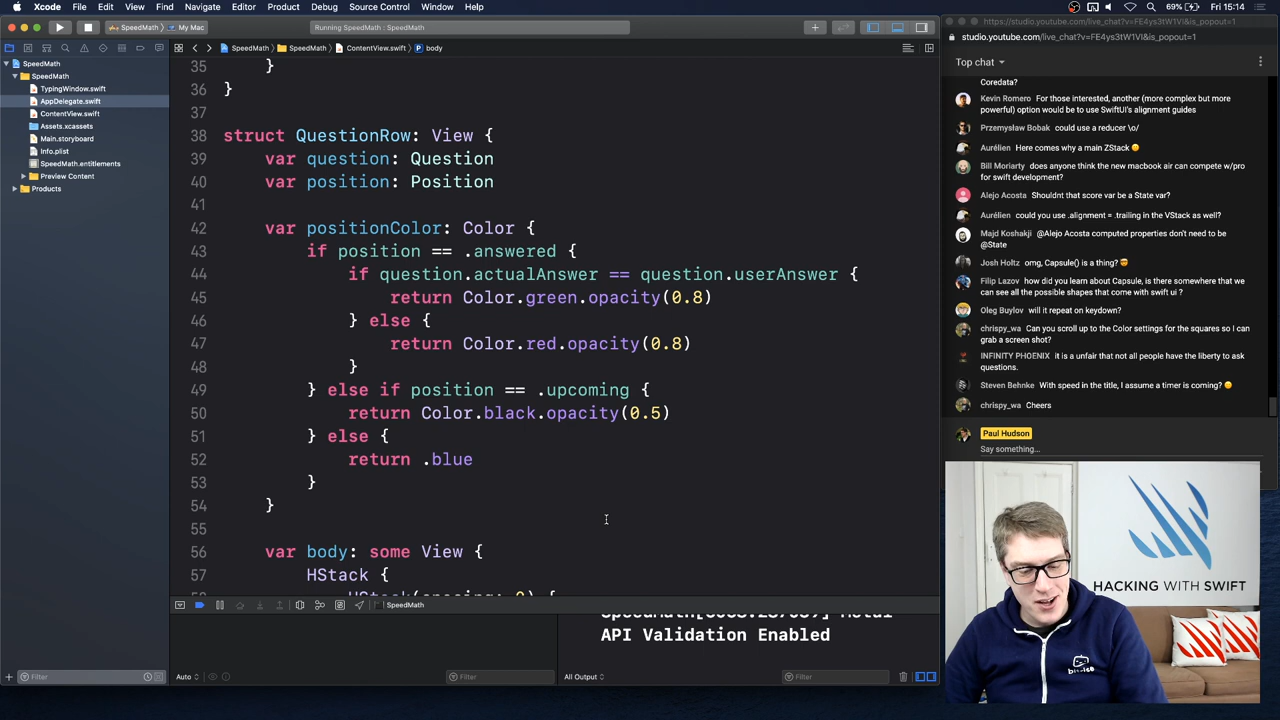 Xcode File Edit View Find Navigate Editor Product Debug Source Control Window Help 69% Fri 15:14
SpeedMath My Mac
Running SpeedMath : SpeedMath
https://studio.youtube.com/live_chat?v=FE4ys3tW1VI&is_popout=1
studio.youtube.com/live_chat?v=FE4ys3tW1VI&is_popout=1
Top chat
SpeedMath SpeedMath ContentView.swift body
SpeedMath
SpeedMath
TypingWindow.swift
AppDelegate.swift
ContentView.swift
Assets.xcassets
Main.storyboard
Info.plist
SpeedMath.entitlements
Preview Content
Products
35 }
36 }
37
38 struct QuestionRow: View {
39 var question: Question
40 var position: Position
41
42 var positionColor: Color {
43 if position == .answered {
44 if question.actualAnswer == question.userAnswer {
45 return Color.green.opacity(0.8)
46 } else {
47 return Color.red.opacity(0.8)
48 }
49 } else if position == .upcoming {
50 return Color.black.opacity(0.5)
51 } else {
52 return .blue
53 }
54 }
55
56 var body: some View {
57 HStack {
SpeedMath
API Validation Enabled
Filter
Auto
Filter
All Output
Filter
Coredata?
Kevin Romero For those interested, another (more complex but more
powerful) option would be to use SwiftUI's alignment guides
Przemysław Bobak could use a reducer \o/
Aurélien Here comes why a main ZStack
Bill Moriarty does anyone think the new macbook air can compete w/pro
for swift development?
Alejo Acosta Shouldnt that score var be a State var?
Aurélien could you use .alignment = .trailing in the VStack as well?
Majd Koshakji @Alejo Acosta computed properties don't need to be
@State
Josh Holtz omg, Capsule() is a thing?
Filip Lazov how did you learn about Capsule, is there somewhere that we
can see all the possible shapes that come with swift ui ?
Oleg Buylov will it repeat on keydown?
chrispy_wa Can you scroll up to the Color settings for the squares so I can
grab a screen shot?
INFINITY PHOENIX it is a unfair that not all people have the liberty to ask
questions.
Steven Behnke With speed in the title, I assume a timer is coming?
chrispy_wa Cheers
Paul Hudson
Say something...
HACKING WITH SWIFT